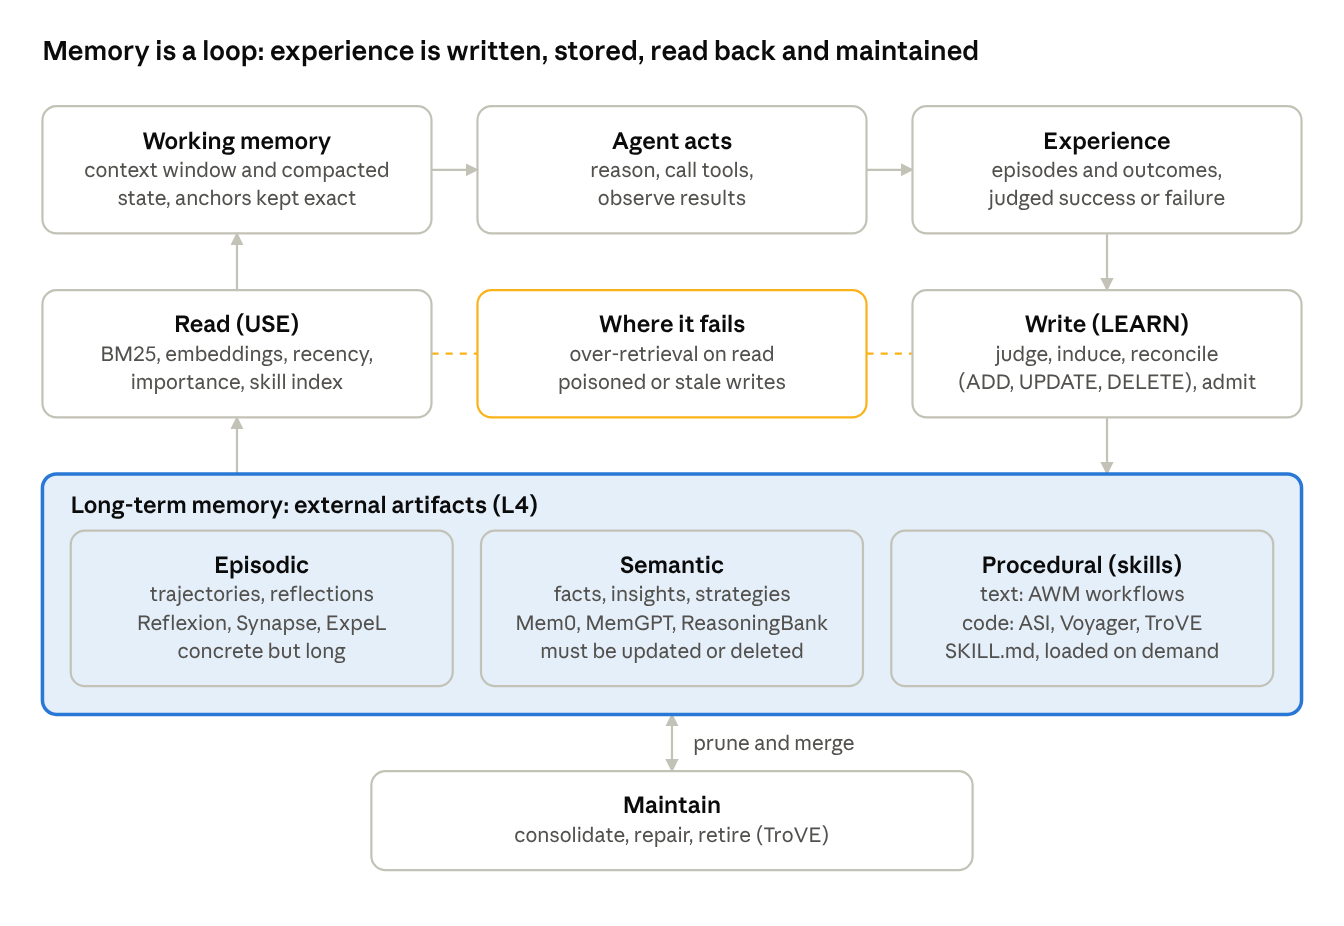 Memory is a loop: experience is written, stored, read back and maintained
Working memory
context window and compacted
state, anchors kept exact
Agent acts
reason, call tools,
observe results
Experience
episodes and outcomes,
judged success or failure
Read (USE)
BM25, embeddings, recency,
importance, skill index
Where it fails
over-retrieval on read
poisoned or stale writes
Write (LEARN)
judge, induce, reconcile
(ADD, UPDATE, DELETE), admit
Long-term memory: external artifacts (L4)
Episodic
trajectories, reflections
Reflexion, Synapse, ExpeL
concrete but long
Semantic
facts, insights, strategies
Mem0, MemGPT, ReasoningBank
must be updated or deleted
Procedural (skills)
text: AWM workflows
code: ASI, Voyager, TroVE
SKILL.md, loaded on demand
prune and merge
Maintain
consolidate, repair, retire (TroVE)